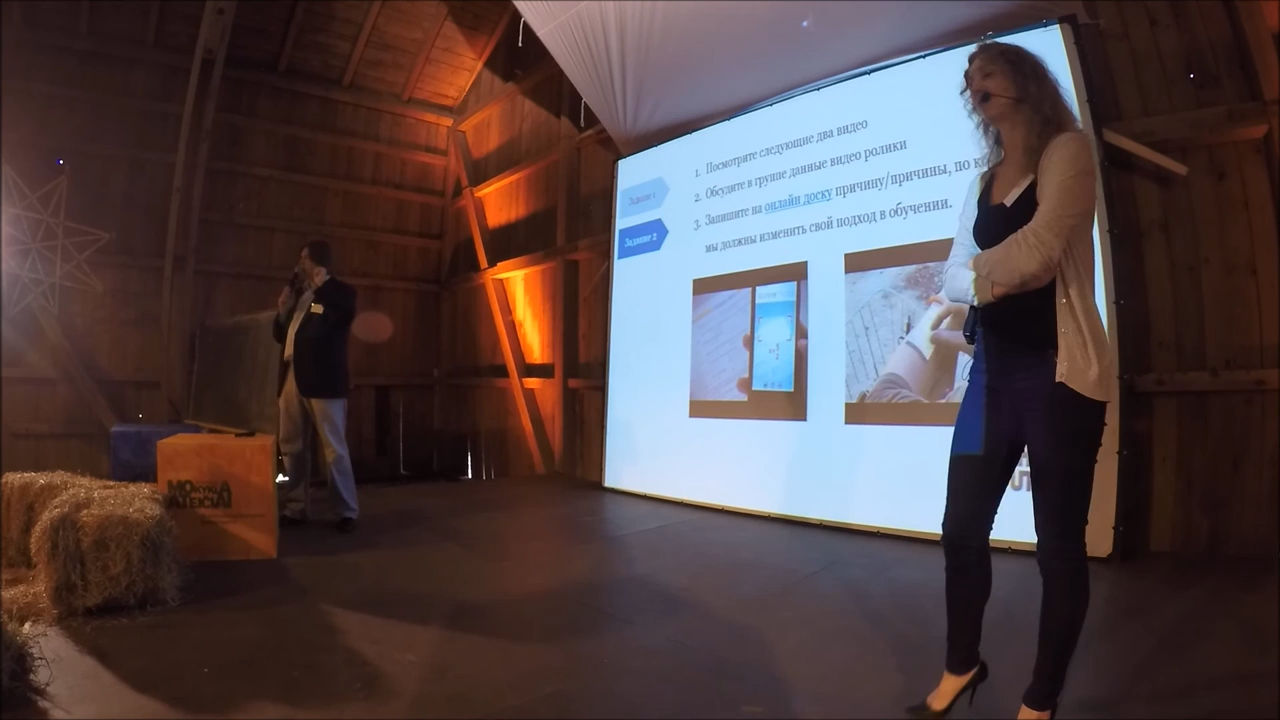 Задание 1
Задание 2
1. Посмотрите следующие два видео
2. Обсудите в группе данные видео ролики
3. Запишите на онлайн доску причину/причины, по
мы должны изменить свой подход в обучении.